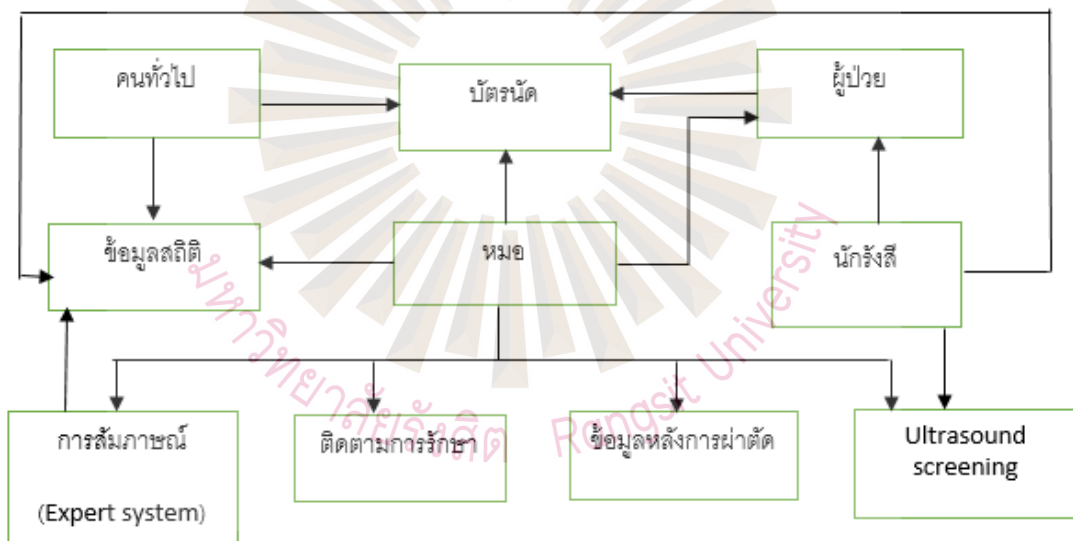 คนทั่วไป
บัตรนัด
ผู้ป่วย
ข้อมูลสถิติ
หมอ
นักรังสี
มหาวิทยาลัยรังสิต Rangsit University
การสัมภาษณ์
(Expert system)
ติดตามการรักษา
ข้อมูลหลังการผ่าตัด
Ultrasound
screening